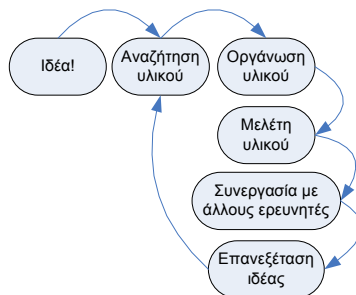 Ιδέα!
Αναζήτηση
υλικού
Οργάνωση
υλικού
Μελέτη
υλικού
Συνεργασία με
άλλους ερευνητές
Επανεξέταση
ιδέας